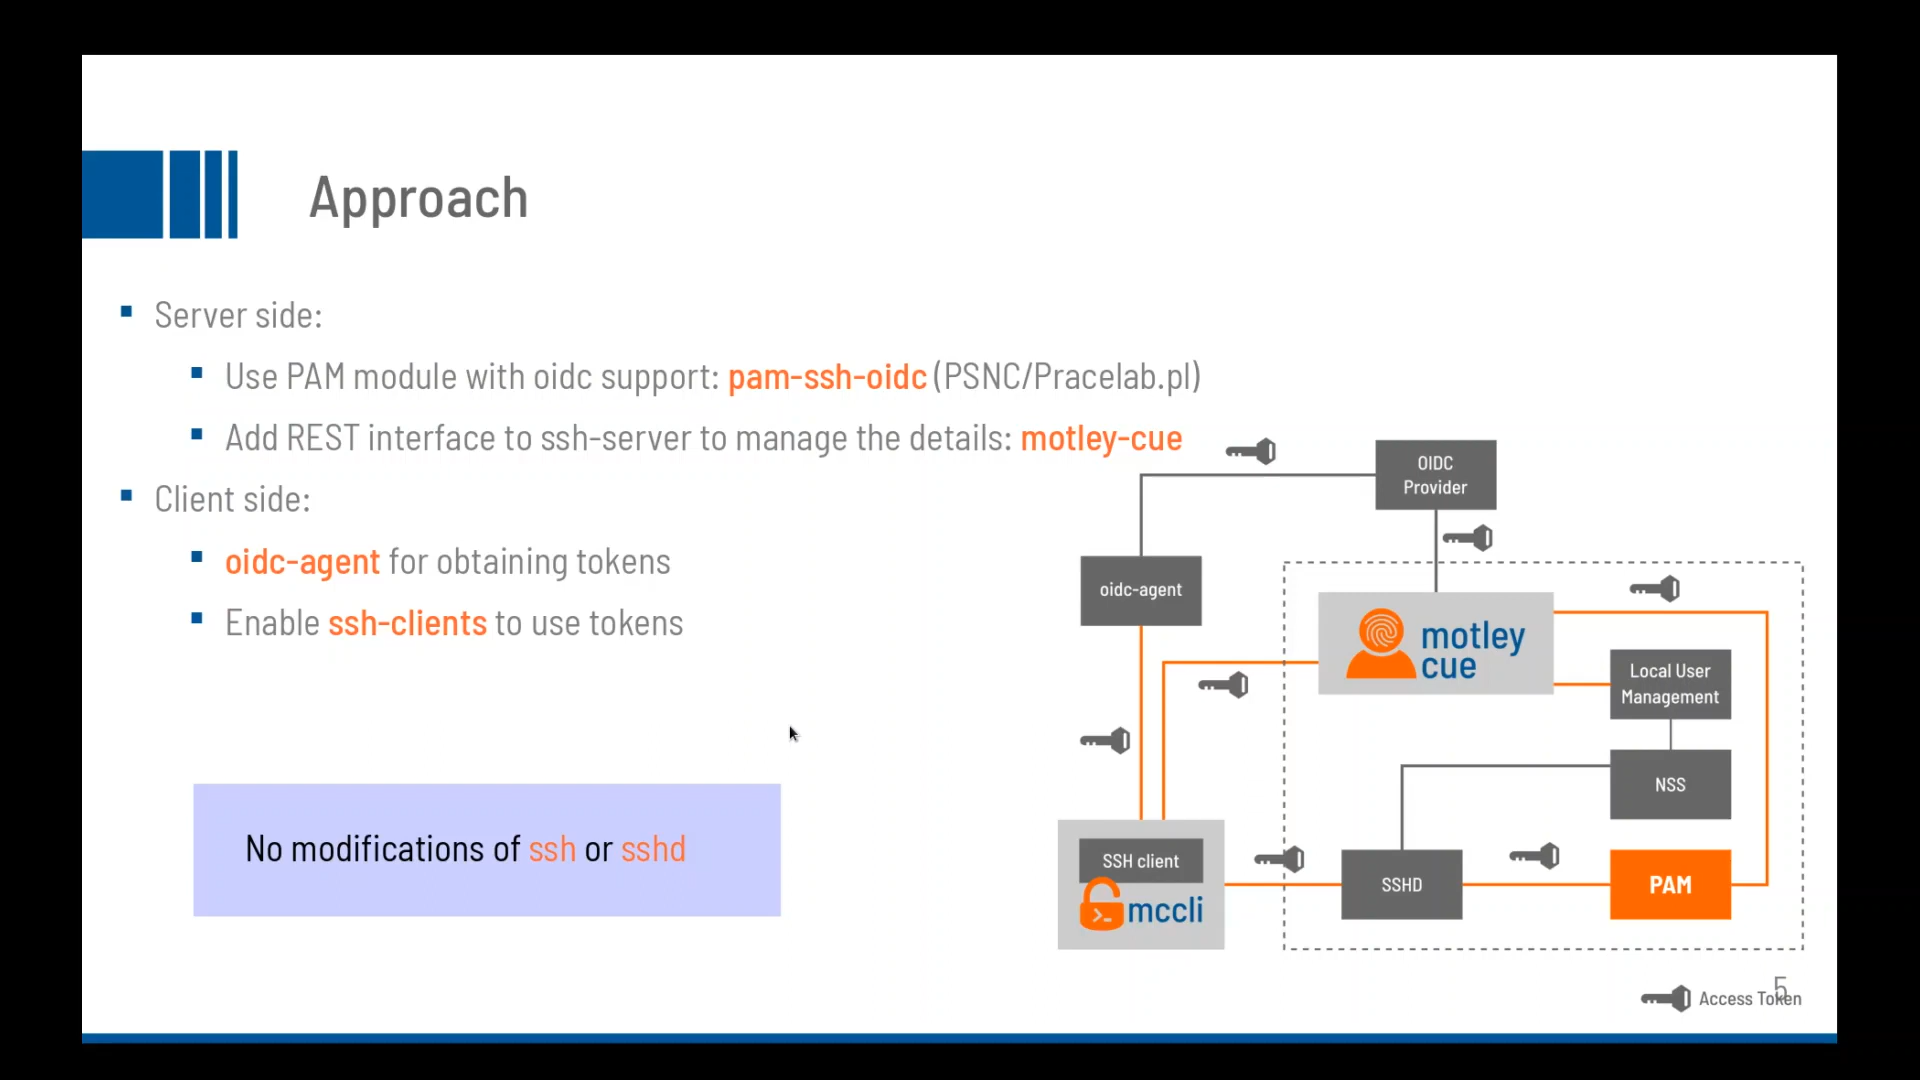 Approach
Server side:
Use PAM module with oidc support: pam-ssh-oidc (PSNC/Pracelab.pl)
Add REST interface to ssh-server to manage the details: motley-cue
Client side:
oidc-agent for obtaining tokens
Enable ssh-clients to use tokens
No modifications of ssh or sshd
OIDC
Provider
oidc-agent
motley
cue
Local User
Management
NSS
SSH client
mccli
SSHD
PAM
Access Token
5